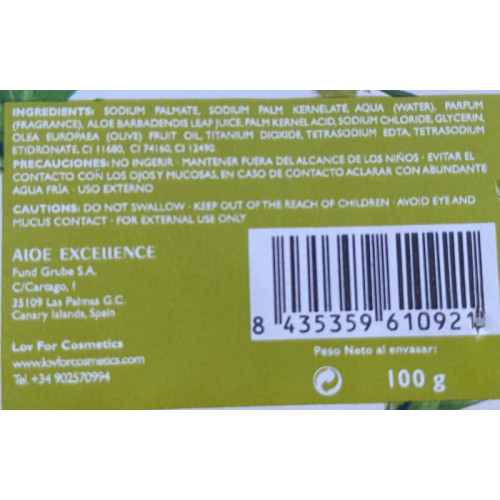 INGREDIENTS: SODIUM PALMATE, SODIUM PALM KERNELATE, AQUA (WATER), PARFUM
(FRAGRANCE), ALOE BARBADENDIS LEAF JUICE, PALM KERNEL ACID, SODIUM CHLORIDE, GLYCERIN,
OLEA EUROPAEA (OLIVE) FRUIT OIL, TITANIUM DIOXIDE, TETRASODIUM EDTA, TETRASODIUM
ETIDRONATE, CI 11680, CI 74160, CI 12490.
PRECAUCIONES: NO INGERIR · MANTENER FUERA DEL ALCANCE DE LOS NIÑOS · EVITAR EL
CONTACTO CON LOS OJOS Y MUCOSAS, EN CASO DE CONTACTO ACLARAR CON ABUNDANTE
AGUA FRÍA · USO EXTERNO
CAUTIONS: DO NOT SWALLOW · KEEP OUT OF THE REACH OF CHILDREN · AVOID EYE AND
MUCUS CONTACT · FOR EXTERNAL USE ONLY
ALOE EXCELLENCE
Fund Grube S.A.
C/Cartago, 1
35109 Las Palmas G.C.
Canary Islands, Spain
Lov For Cosmetics
www.lovforcosmetics.com
Tel. +34 902570994
8 435359 610921
Peso Neto al envasar:
100 g